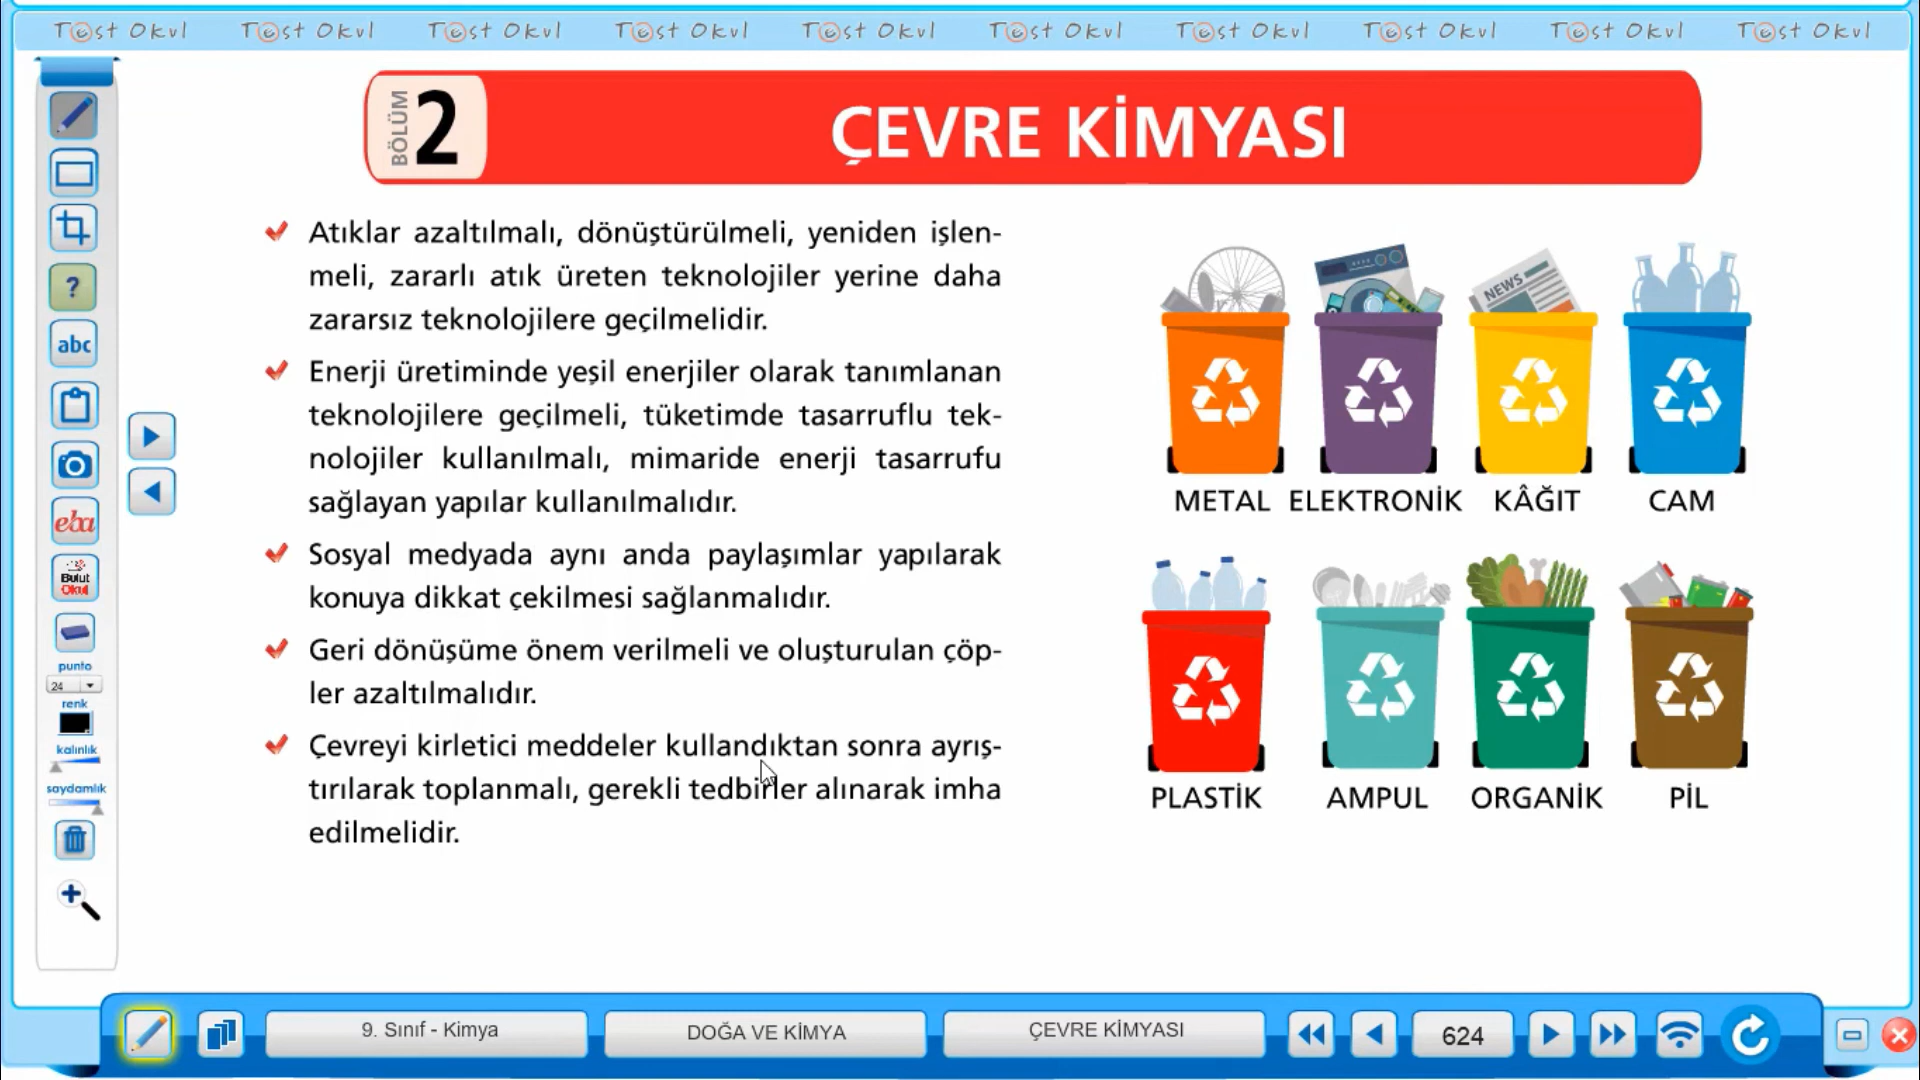 Test Okul Test Okul Test Okul Test Okul Test Okul Test Okul Test Okul Test Okul Test Okul Test Okul
BÖLÜM
2
ÇEVRE KİMYASI
Atıklar azaltılmalı, dönüştürülmeli, yeniden işlen-
meli, zararlı atık üreten teknolojiler yerine daha
zararsız teknolojilere geçilmelidir.
Enerji üretiminde yeşil enerjiler olarak tanımlanan
teknolojilere geçilmeli, tüketimde tasarruflu tek-
nolojiler kullanılmalı, mimaride enerji tasarrufu
sağlayan yapılar kullanılmalıdır.
Sosyal medyada aynı anda paylaşımlar yapılarak
konuya dikkat çekilmesi sağlanmalıdır.
Geri dönüşüme önem verilmeli ve oluşturulan çöp-
ler azaltılmalıdır.
Çevreyi kirletici meddeler kullandıktan sonra ayrış-
tırılarak toplanmalı, gerekli tedbirler alınarak imha
edilmelidir.
NEWS
METAL ELEKTRONİK KÂĞIT CAM
PLASTİK AMPUL ORGANİK PİL
?
abc
eba
Bulut
Okul
punto
24
renk
kalınlık
saydamlık
9. Sınıf - Kimya
DOĞA VE KİMYA
ÇEVRE KİMYASI
624